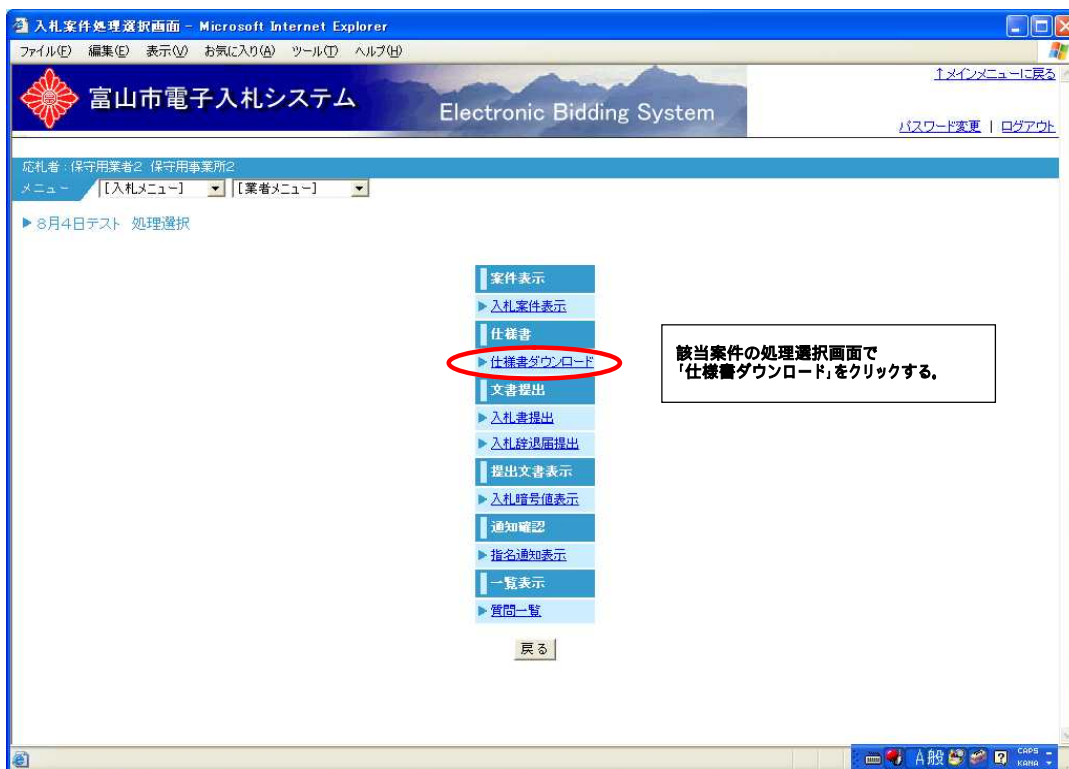 入札案件処理選択画面 - Microsoft Internet Explorer
ファイル(F) 編集(E) 表示(V) お気に入り(A) ツール(T) ヘルプ(H)
富山市電子入札システム
Electronic Bidding System
↑メインメニューに戻る
パスワード変更 | ログアウト
応札者:保守用業者2 保守用事業所2
メニュー [入札メニュー] [業者メニュー]
8月4日テスト 処理選択
案件表示
入札案件表示
仕様書
仕様書ダウンロード
該当案件の処理選択画面で
「仕様書ダウンロード」をクリックする。
文書提出
入札書提出
入札辞退届提出
提出文書表示
入札暗号値表示
通知確認
指名通知表示
一覧表示
質問一覧
戻る
A般
CAPS
KANA